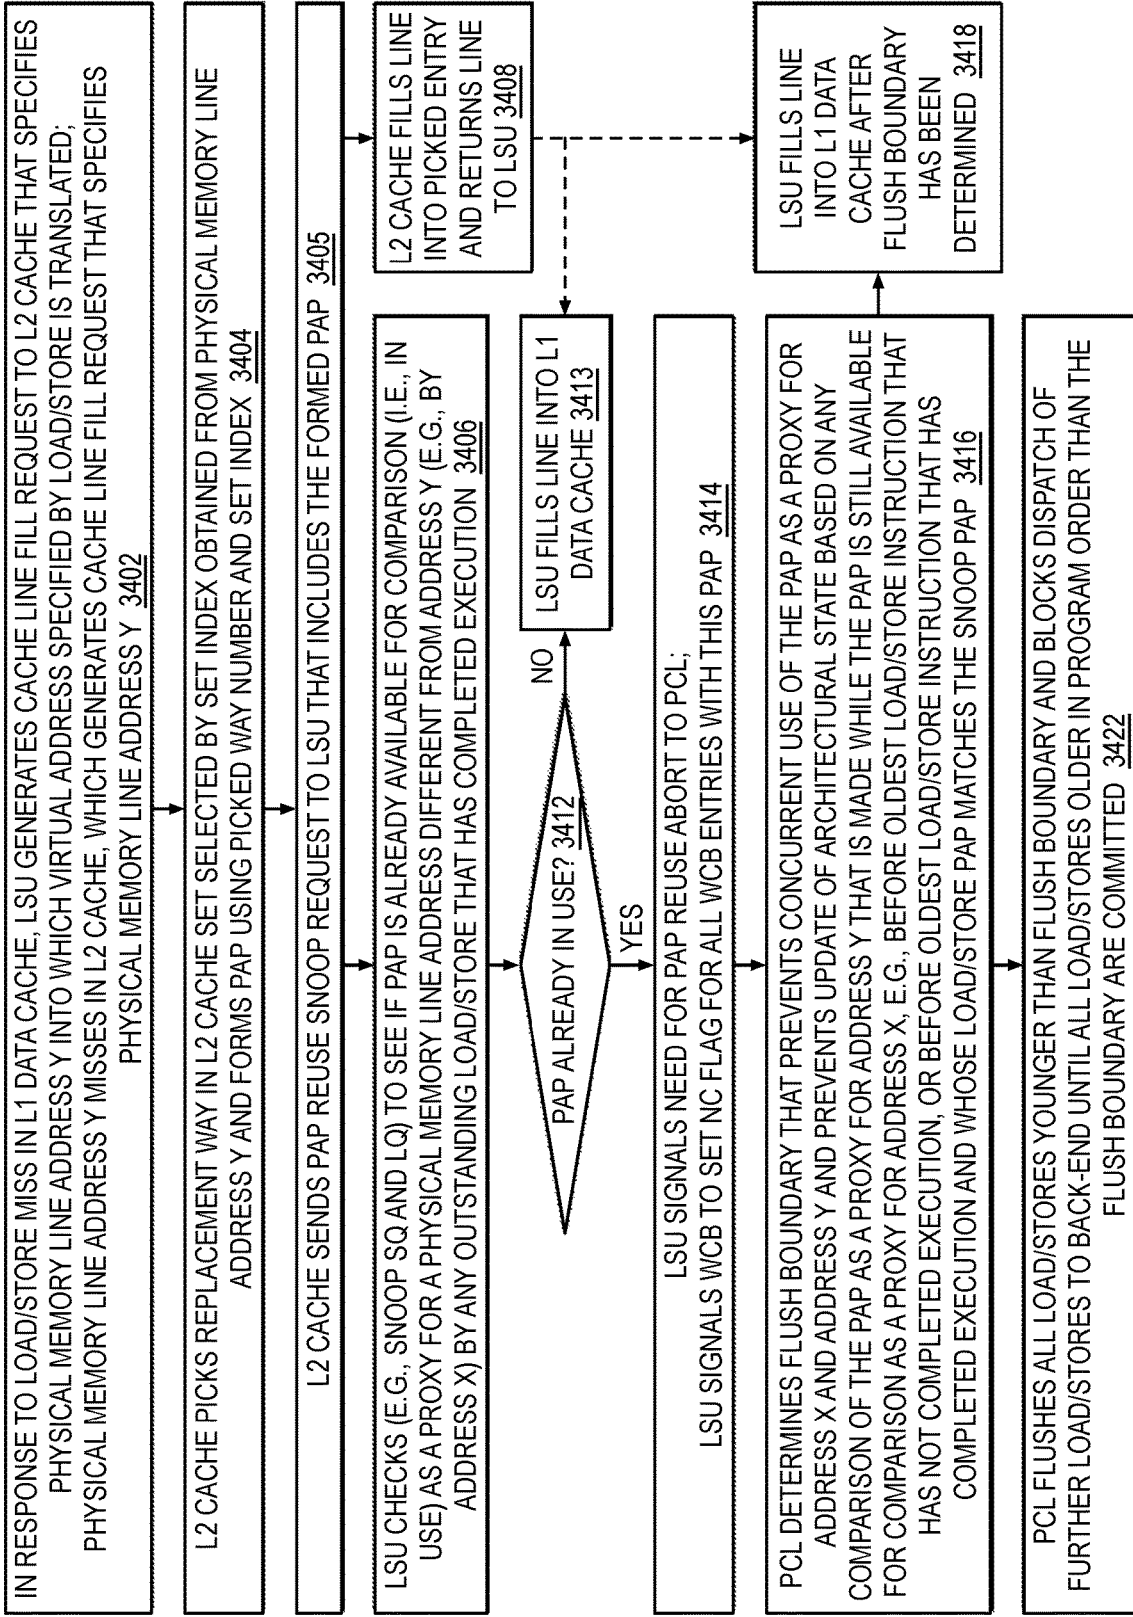 IN RESPONSE TO LOAD/STORE MISS IN L1 DATA CACHE, LSU GENERATES CACHE LINE FILL REQUEST TO L2 CACHE THAT SPECIFIES
PHYSICAL MEMORY LINE ADDRESS Y INTO WHICH VIRTUAL ADDRESS SPECIFIED BY LOAD/STORE IS TRANSLATED;
PHYSICAL MEMORY LINE ADDRESS Y MISSES IN L2 CACHE, WHICH GENERATES CACHE LINE FILL REQUEST THAT SPECIFIES
PHYSICAL MEMORY LINE ADDRESS Y 3402
L2 CACHE PICKS REPLACEMENT WAY IN L2 CACHE SET SELECTED BY SET INDEX OBTAINED FROM PHYSICAL MEMORY LINE
ADDRESS Y AND FORMS PAP USING PICKED WAY NUMBER AND SET INDEX 3404
L2 CACHE SENDS PAP REUSE SNOOP REQUEST TO LSU THAT INCLUDES THE FORMED PAP 3405
LSU CHECKS (E.G., SNOOP SQ AND LQ) TO SEE IF PAP IS ALREADY AVAILABLE FOR COMPARISON (I.E., IN
USE) AS A PROXY FOR A PHYSICAL MEMORY LINE ADDRESS DIFFERENT FROM ADDRESS Y (E.G., BY
ADDRESS X) BY ANY OUTSTANDING LOAD/STORE THAT HAS COMPLETED EXECUTION 3406
L2 CACHE FILLS LINE
INTO PICKED ENTRY
AND RETURNS LINE
TO LSU 3408
PAP ALREADY IN USE? 3412
NO
LSU FILLS LINE INTO L1
DATA CACHE 3413
YES
LSU SIGNALS NEED FOR PAP REUSE ABORT TO PCL;
LSU SIGNALS WCB TO SET NC FLAG FOR ALL WCB ENTRIES WITH THIS PAP 3414
PCL DETERMINES FLUSH BOUNDARY THAT PREVENTS CONCURRENT USE OF THE PAP AS A PROXY FOR
ADDRESS X AND ADDRESS Y AND PREVENTS UPDATE OF ARCHITECTURAL STATE BASED ON ANY
COMPARISON OF THE PAP AS A PROXY FOR ADDRESS Y THAT IS MADE WHILE THE PAP IS STILL AVAILABLE
FOR COMPARISON AS A PROXY FOR ADDRESS X, E.G., BEFORE OLDEST LOAD/STORE INSTRUCTION THAT
HAS NOT COMPLETED EXECUTION, OR BEFORE OLDEST LOAD/STORE INSTRUCTION THAT HAS
COMPLETED EXECUTION AND WHOSE LOAD/STORE PAP MATCHES THE SNOOP PAP 3416
LSU FILLS LINE
INTO L1 DATA
CACHE AFTER
FLUSH BOUNDARY
HAS BEEN
DETERMINED 3418
PCL FLUSHES ALL LOAD/STORES YOUNGER THAN FLUSH BOUNDARY AND BLOCKS DISPATCH OF
FURTHER LOAD/STORES TO BACK-END UNTIL ALL LOAD/STORES OLDER IN PROGRAM ORDER THAN THE
FLUSH BOUNDARY ARE COMMITTED 3422